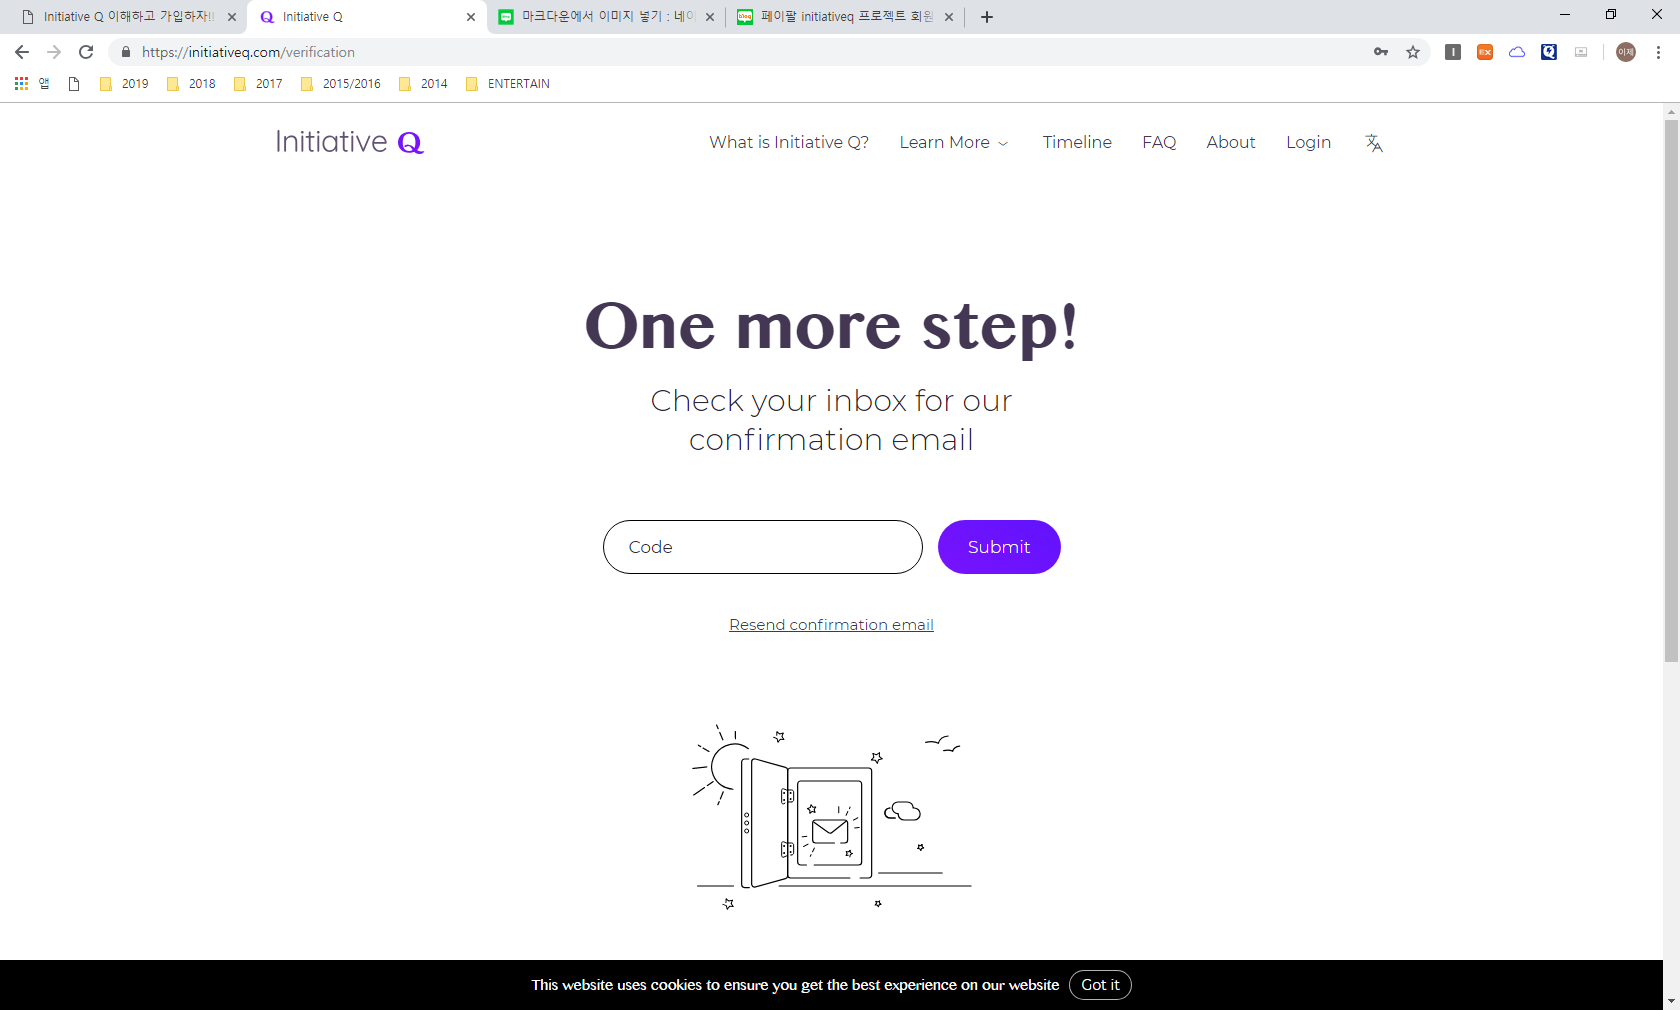 Initiative Q 이해하고 가입하자!!
Initiative Q
마크다운에서 이미지 넣기 : 네이
페이팔 initiativeq 프로젝트 회원
https://initiativeq.com/verification
이제
앱
2019
2018
2017
2015/2016
2014
ENTERTAIN
Initiative Q
What is Initiative Q?
Learn More
Timeline
FAQ
About
Login
One more step!
Check your inbox for our
confirmation email
Code
Submit
Resend confirmation email
This website uses cookies to ensure you get the best experience on our website
Got it